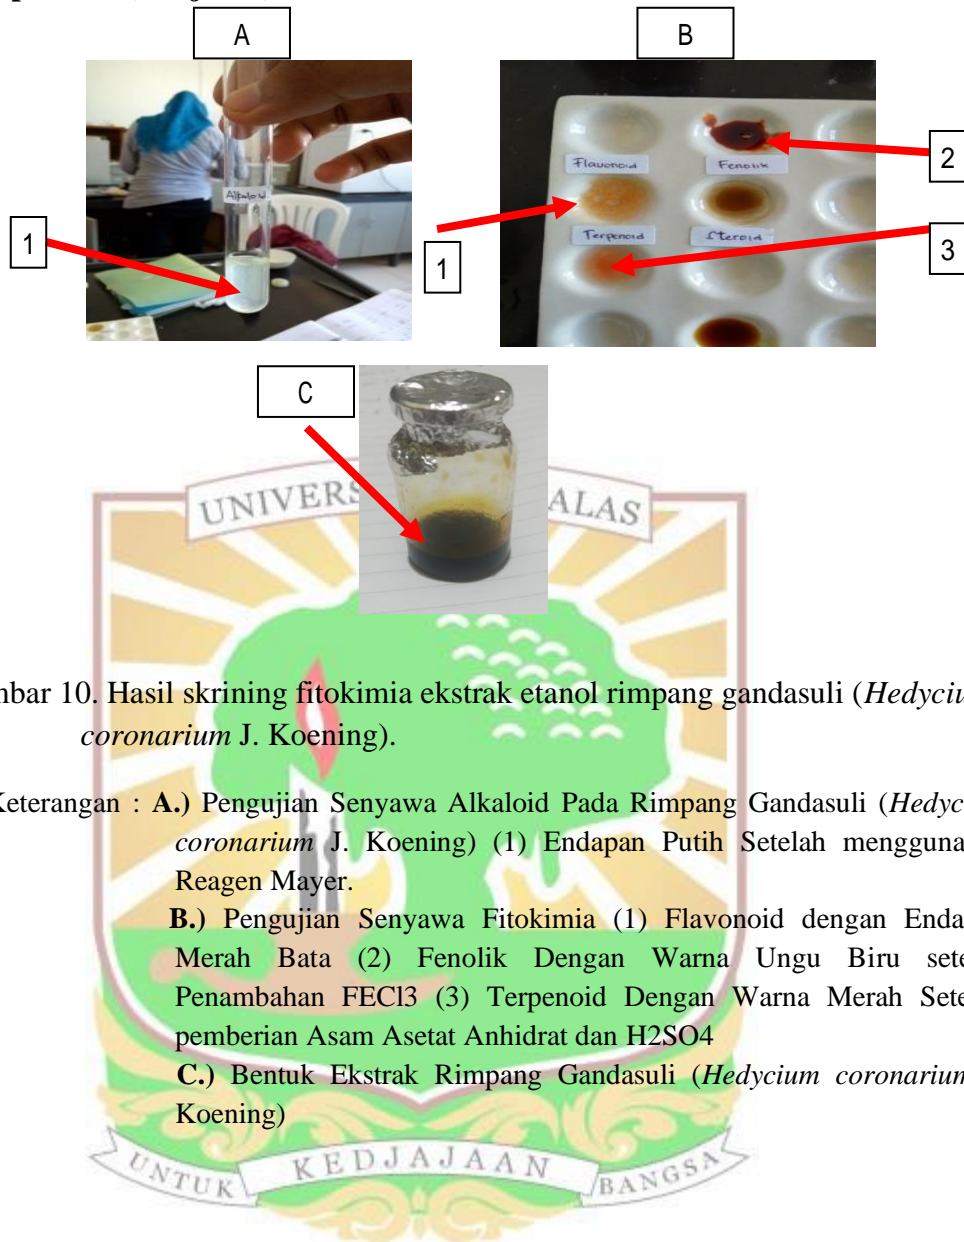 A
B
Alkaloid
1
Flavonoid
Fenolik
2
1
Terpenoid
Steroid
3
C
UNIVERS ALAS
mbar 10. Hasil skrining fitokimia ekstrak etanol rimpang gandasuli (Hedyciu
coronarium J. Koening).
Keterangan : A.) Pengujian Senyawa Alkaloid Pada Rimpang Gandasuli (Hedyc
coronarium J. Koening) (1) Endapan Putih Setelah mengguna
Reagen Mayer.
B.) Pengujian Senyawa Fitokimia (1) Flavonoid dengan Enda
Merah Bata (2) Fenolik Dengan Warna Ungu Biru sete
Penambahan FECl3 (3) Terpenoid Dengan Warna Merah Sete
pemberian Asam Asetat Anhidrat dan H2SO4
C.) Bentuk Ekstrak Rimpang Gandasuli (Hedycium coronarium
Koening)
UNTUK KEDJAJAAN BANGSA